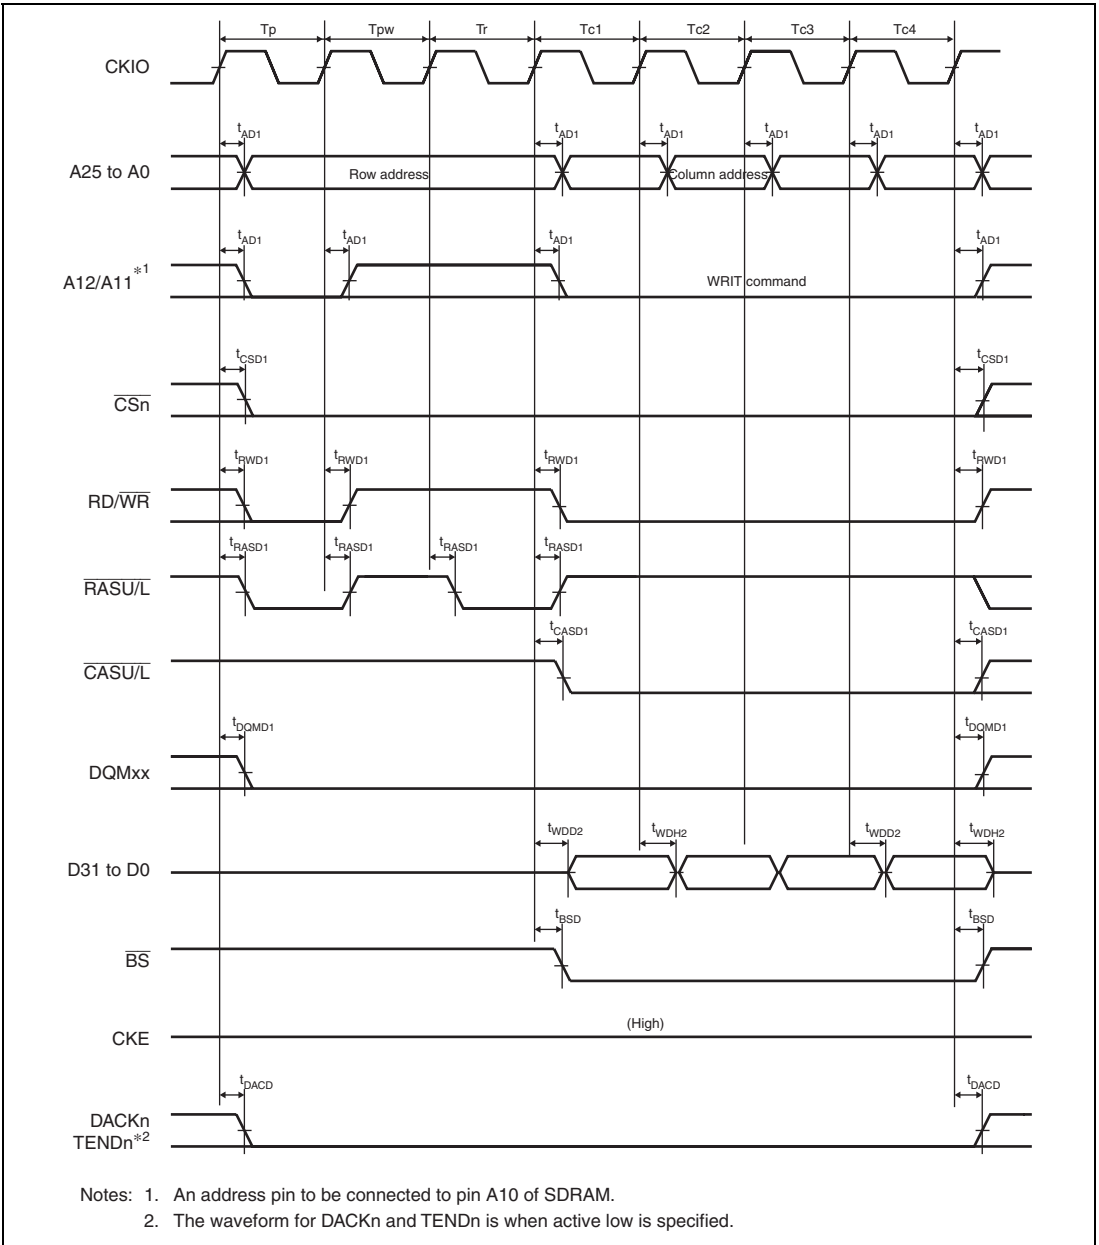 Tp Tpw Tr Tc1 Tc2 Tc3 Tc4
CKIO
tAD1 tAD1 tAD1 tAD1 tAD1 tAD1
A25 to A0 Row address Column address
tAD1 tAD1 tAD1 tAD1
A12/A11*1 WRIT command
tCSD1 tCSD1
CSn
tRWD1 tRWD1 tRWD1 tRWD1
RD/WR
tRASD1 tRASD1 tRASD1 tRASD1
RASU/L
tCASD1 tCASD1
CASU/L
tDQMD1 tDQMD1
DQMxx
tWDD2 tWDH2 tWDD2 tWDH2
D31 to D0
tBSD tBSD
BS
(High)
CKE
tDACD tDACD
DACKn
TENDn*2
Notes: 1. An address pin to be connected to pin A10 of SDRAM.
2. The waveform for DACKn and TENDn is when active low is specified.